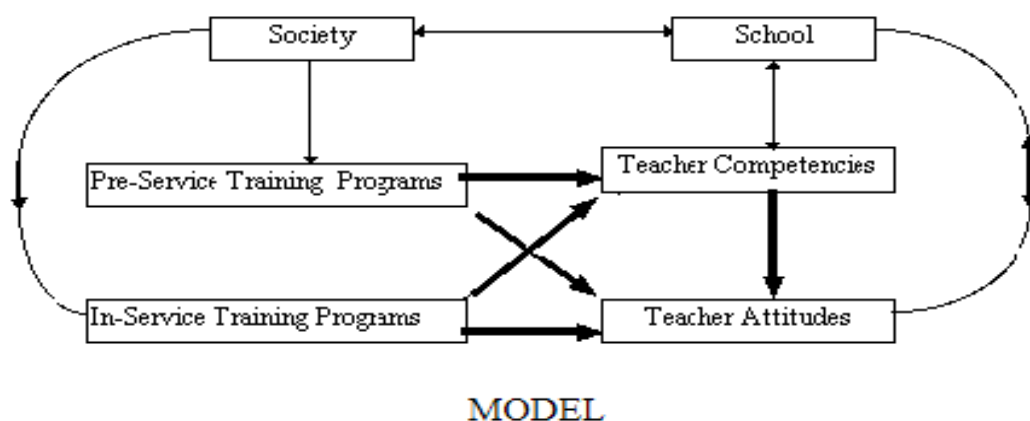 Society
School
Pre-Service Training Programs
Teacher Competencies
In-Service Training Programs
Teacher Attitudes
MODEL